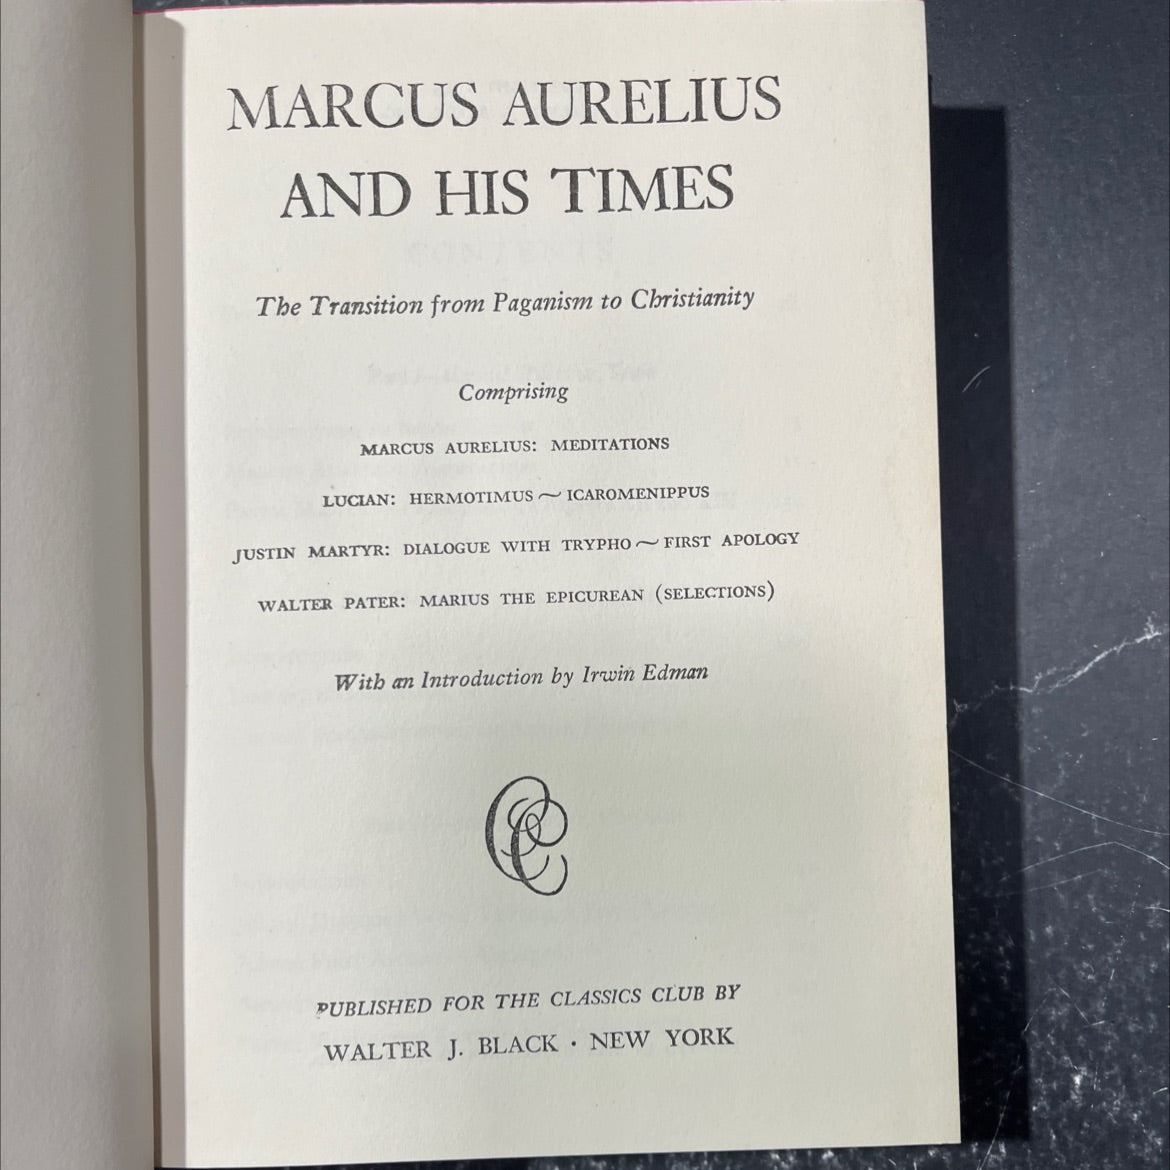 MARCUS AURELIUS
AND HIS TIMES
The Transition from Paganism to Christianity
Comprising
MARCUS AURELIUS: MEDITATIONS
LUCIAN: HERMOTIMUS ~ ICAROMENIPPUS
JUSTIN MARTYR: DIALOGUE WITH TRYPHO ~ FIRST APOLOGY
WALTER PATER: MARIUS THE EPICUREAN (SELECTIONS)
With an Introduction by Irwin Edman
CC
PUBLISHED FOR THE CLASSICS CLUB BY
WALTER J. BLACK · NEW YORK